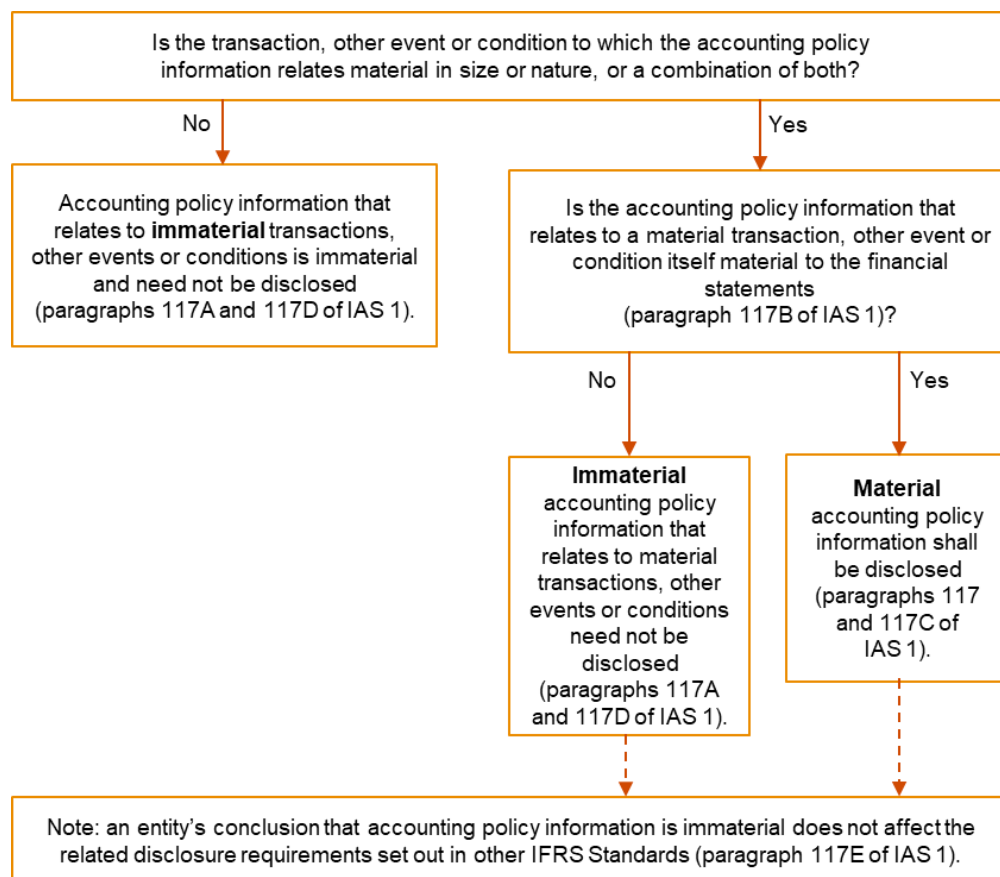 Is the transaction, other event or condition to which the accounting policy
information relates material in size or nature, or a combination of both?
No
Yes
Accounting policy information that
relates to immaterial transactions,
other events or conditions is immaterial
and need not be disclosed
(paragraphs 117A and 117D of IAS 1).
Is the accounting policy information that
relates to a material transaction, other event or
condition itself material to the financial
statements
(paragraph 117B of IAS 1)?
No
Yes
Immaterial
accounting policy
information that
relates to material
transactions, other
events or conditions
need not be
disclosed
(paragraphs 117A
and 117D of IAS 1).
Material
accounting policy
information shall
be disclosed
(paragraphs 117
and 117C of
IAS 1).
Note: an entity's conclusion that accounting policy information is immaterial does not affect the
related disclosure requirements set out in other IFRS Standards (paragraph 117E of IAS 1).